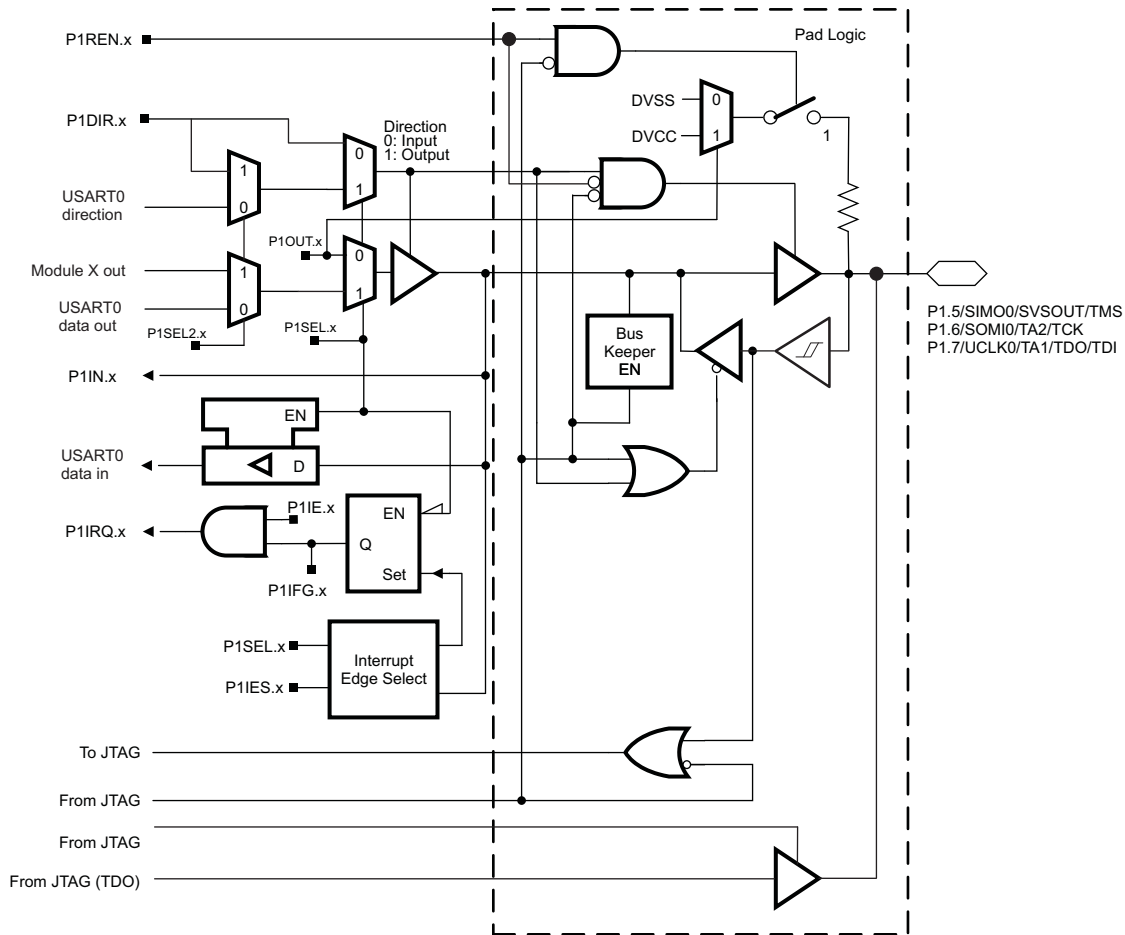 Pad Logic
P1REN.x
DVSS
0
DVCC
1
1
P1DIR.x
Direction
0: Input
1: Output
0
1
1
0
USART0
direction
P1OUT.x
0
1
Module X out
1
USART0
data out
0
P1SEL2.x
P1SEL.x
Bus
Keeper
EN
P1.5/SIMO0/SVSOUT/TMS
P1.6/SOMI0/TA2/TCK
P1.7/UCLK0/TA1/TDO/TDI
P1IN.x
EN
USART0
data in
D
P1IE.x
EN
P1IRQ.x
Q
Set
P1IFG.x
P1SEL.x
Interrupt
Edge Select
P1IES.x
To JTAG
From JTAG
From JTAG
From JTAG (TDO)